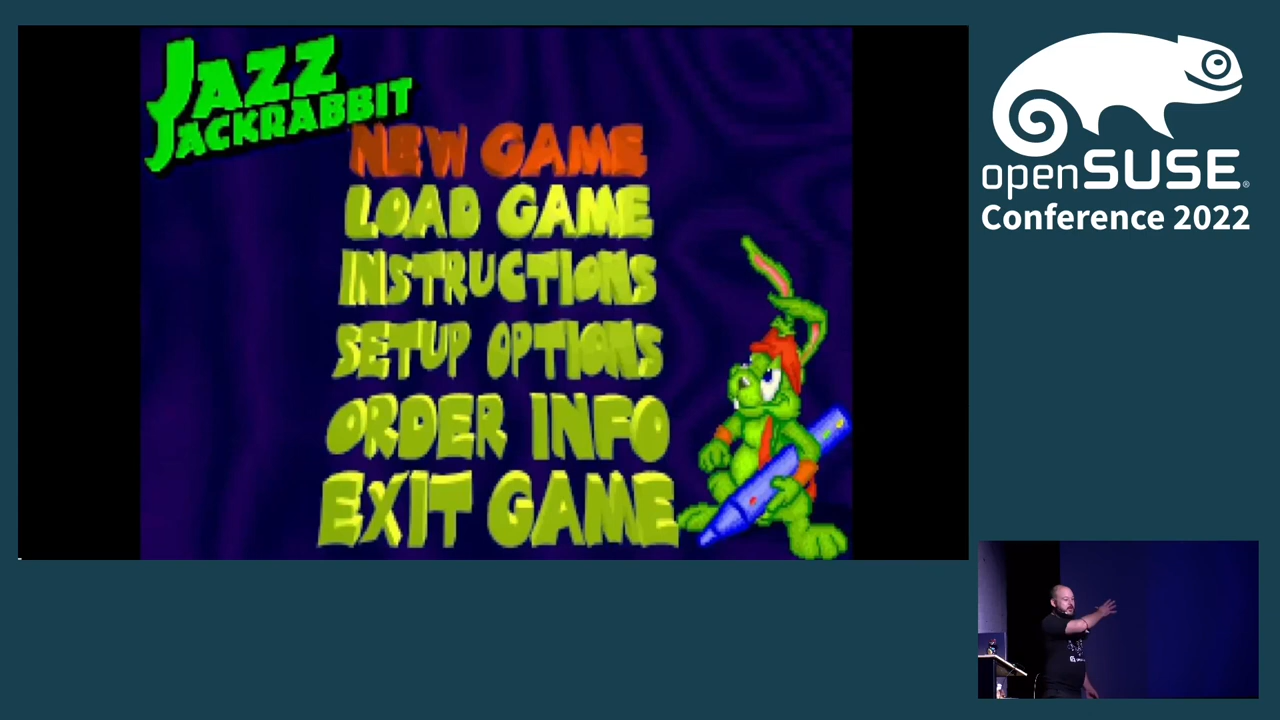 JAZZ
JACKRABBIT
NEW GAME
LOAD GAME
INSTRUCTIONS
SETUP OPTIONS
ORDER INFO
EXIT GAME
openSUSE®
Conference 2022